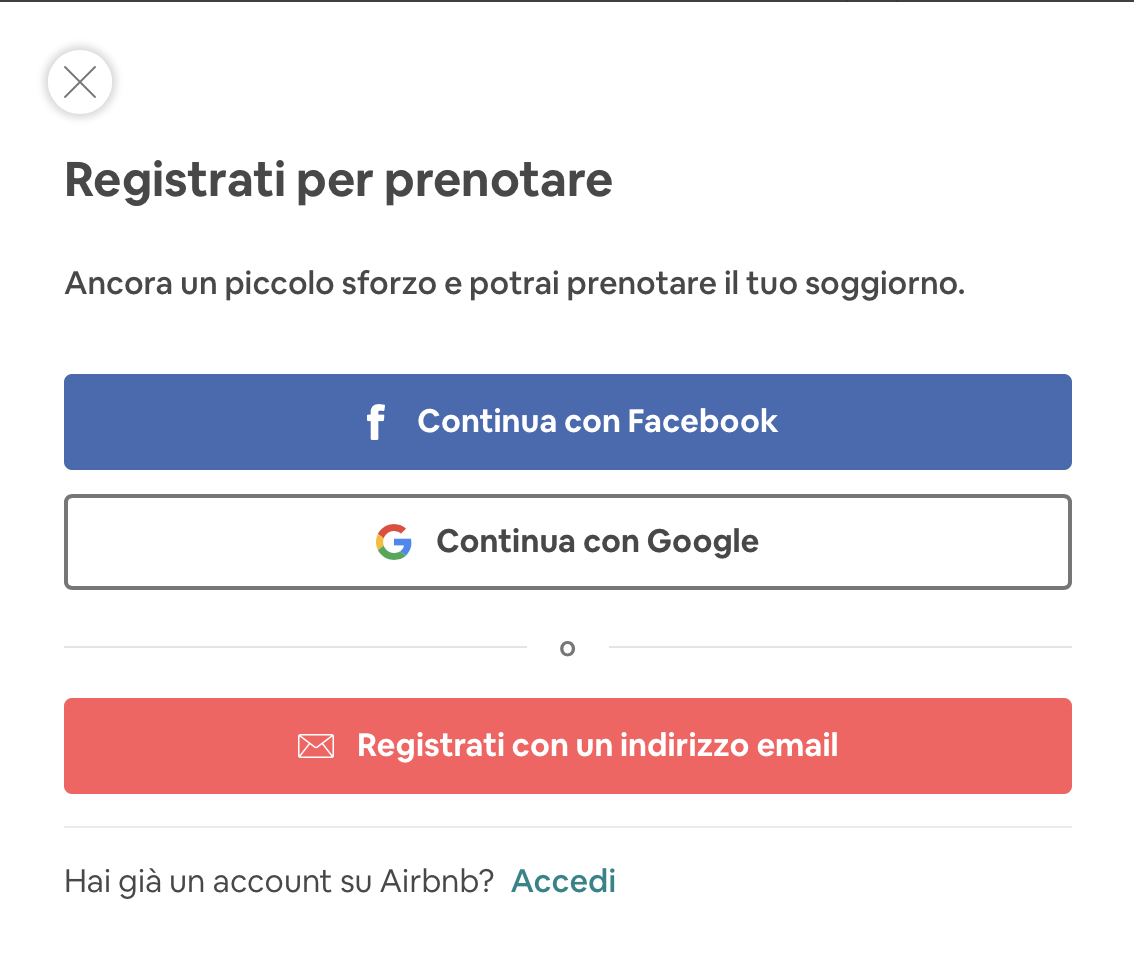 Registrati per prenotare
Ancora un piccolo sforzo e potrai prenotare il tuo soggiorno.
f Continua con Facebook
G Continua con Google
o
Registrati con un indirizzo email
Hai già un account su Airbnb? Accedi